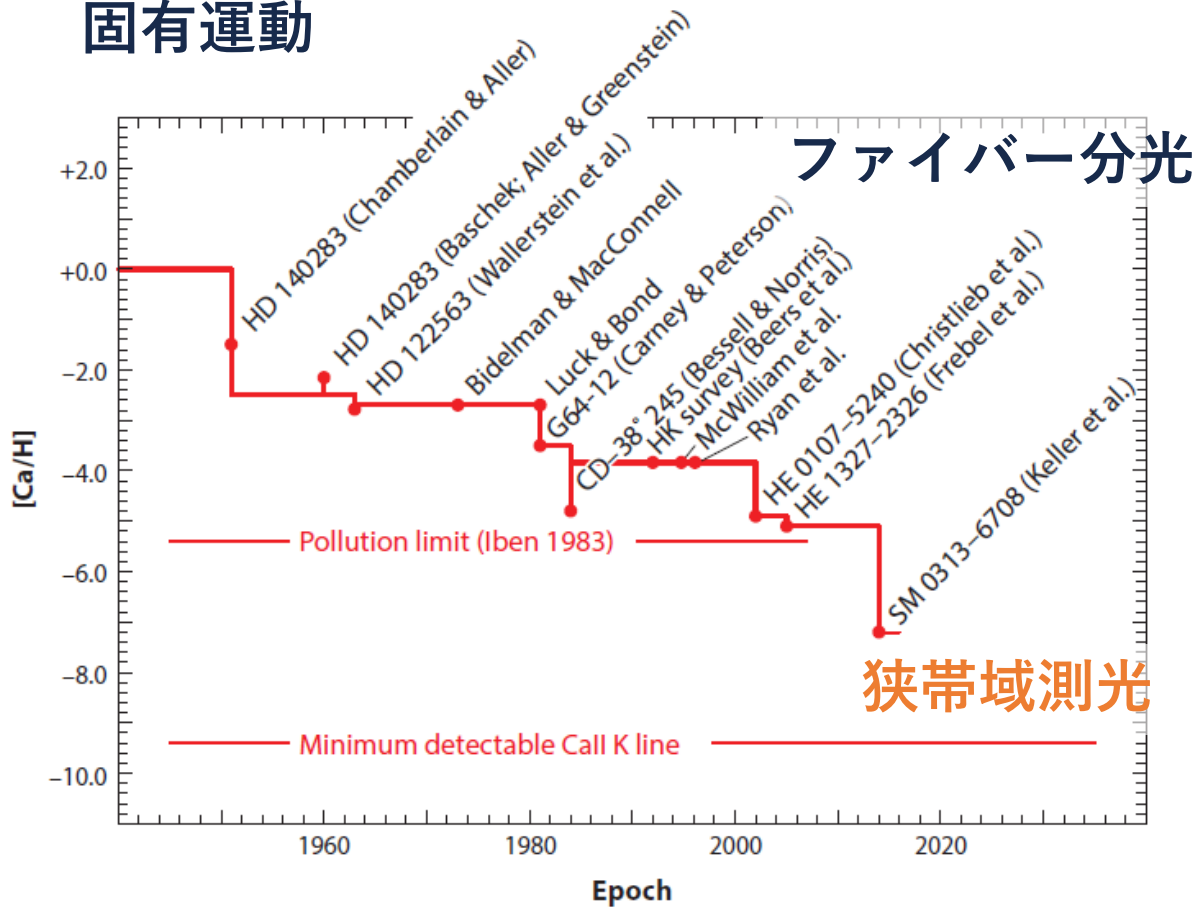 固有運動
ファイバー分光
HD 140283 (Chamberlain & Aller)
HD 140283 (Baschek; Aller & Greenstein)
HD 122563 (Wallerstein et al.)
Bidelman & MacConnell
Luck & Bond
G64-12 (Carney & Peterson)
CD–38˚245 (Bessell & Norris)
HK survey (Beers et al.)
McWilliam et al.
Ryan et al.
HE 0107–5240 (Christlieb et al.)
HE 1327–2326 (Frebel et al.)
SM 0313–6708 (Keller et al.)
Pollution limit (Iben 1983)
狭帯域測光
Minimum detectable CaII K line
[Ca/H]
+2.0
+0.0
−2.0
−4.0
−6.0
−8.0
−10.0
1960 1980 2000 2020
Epoch